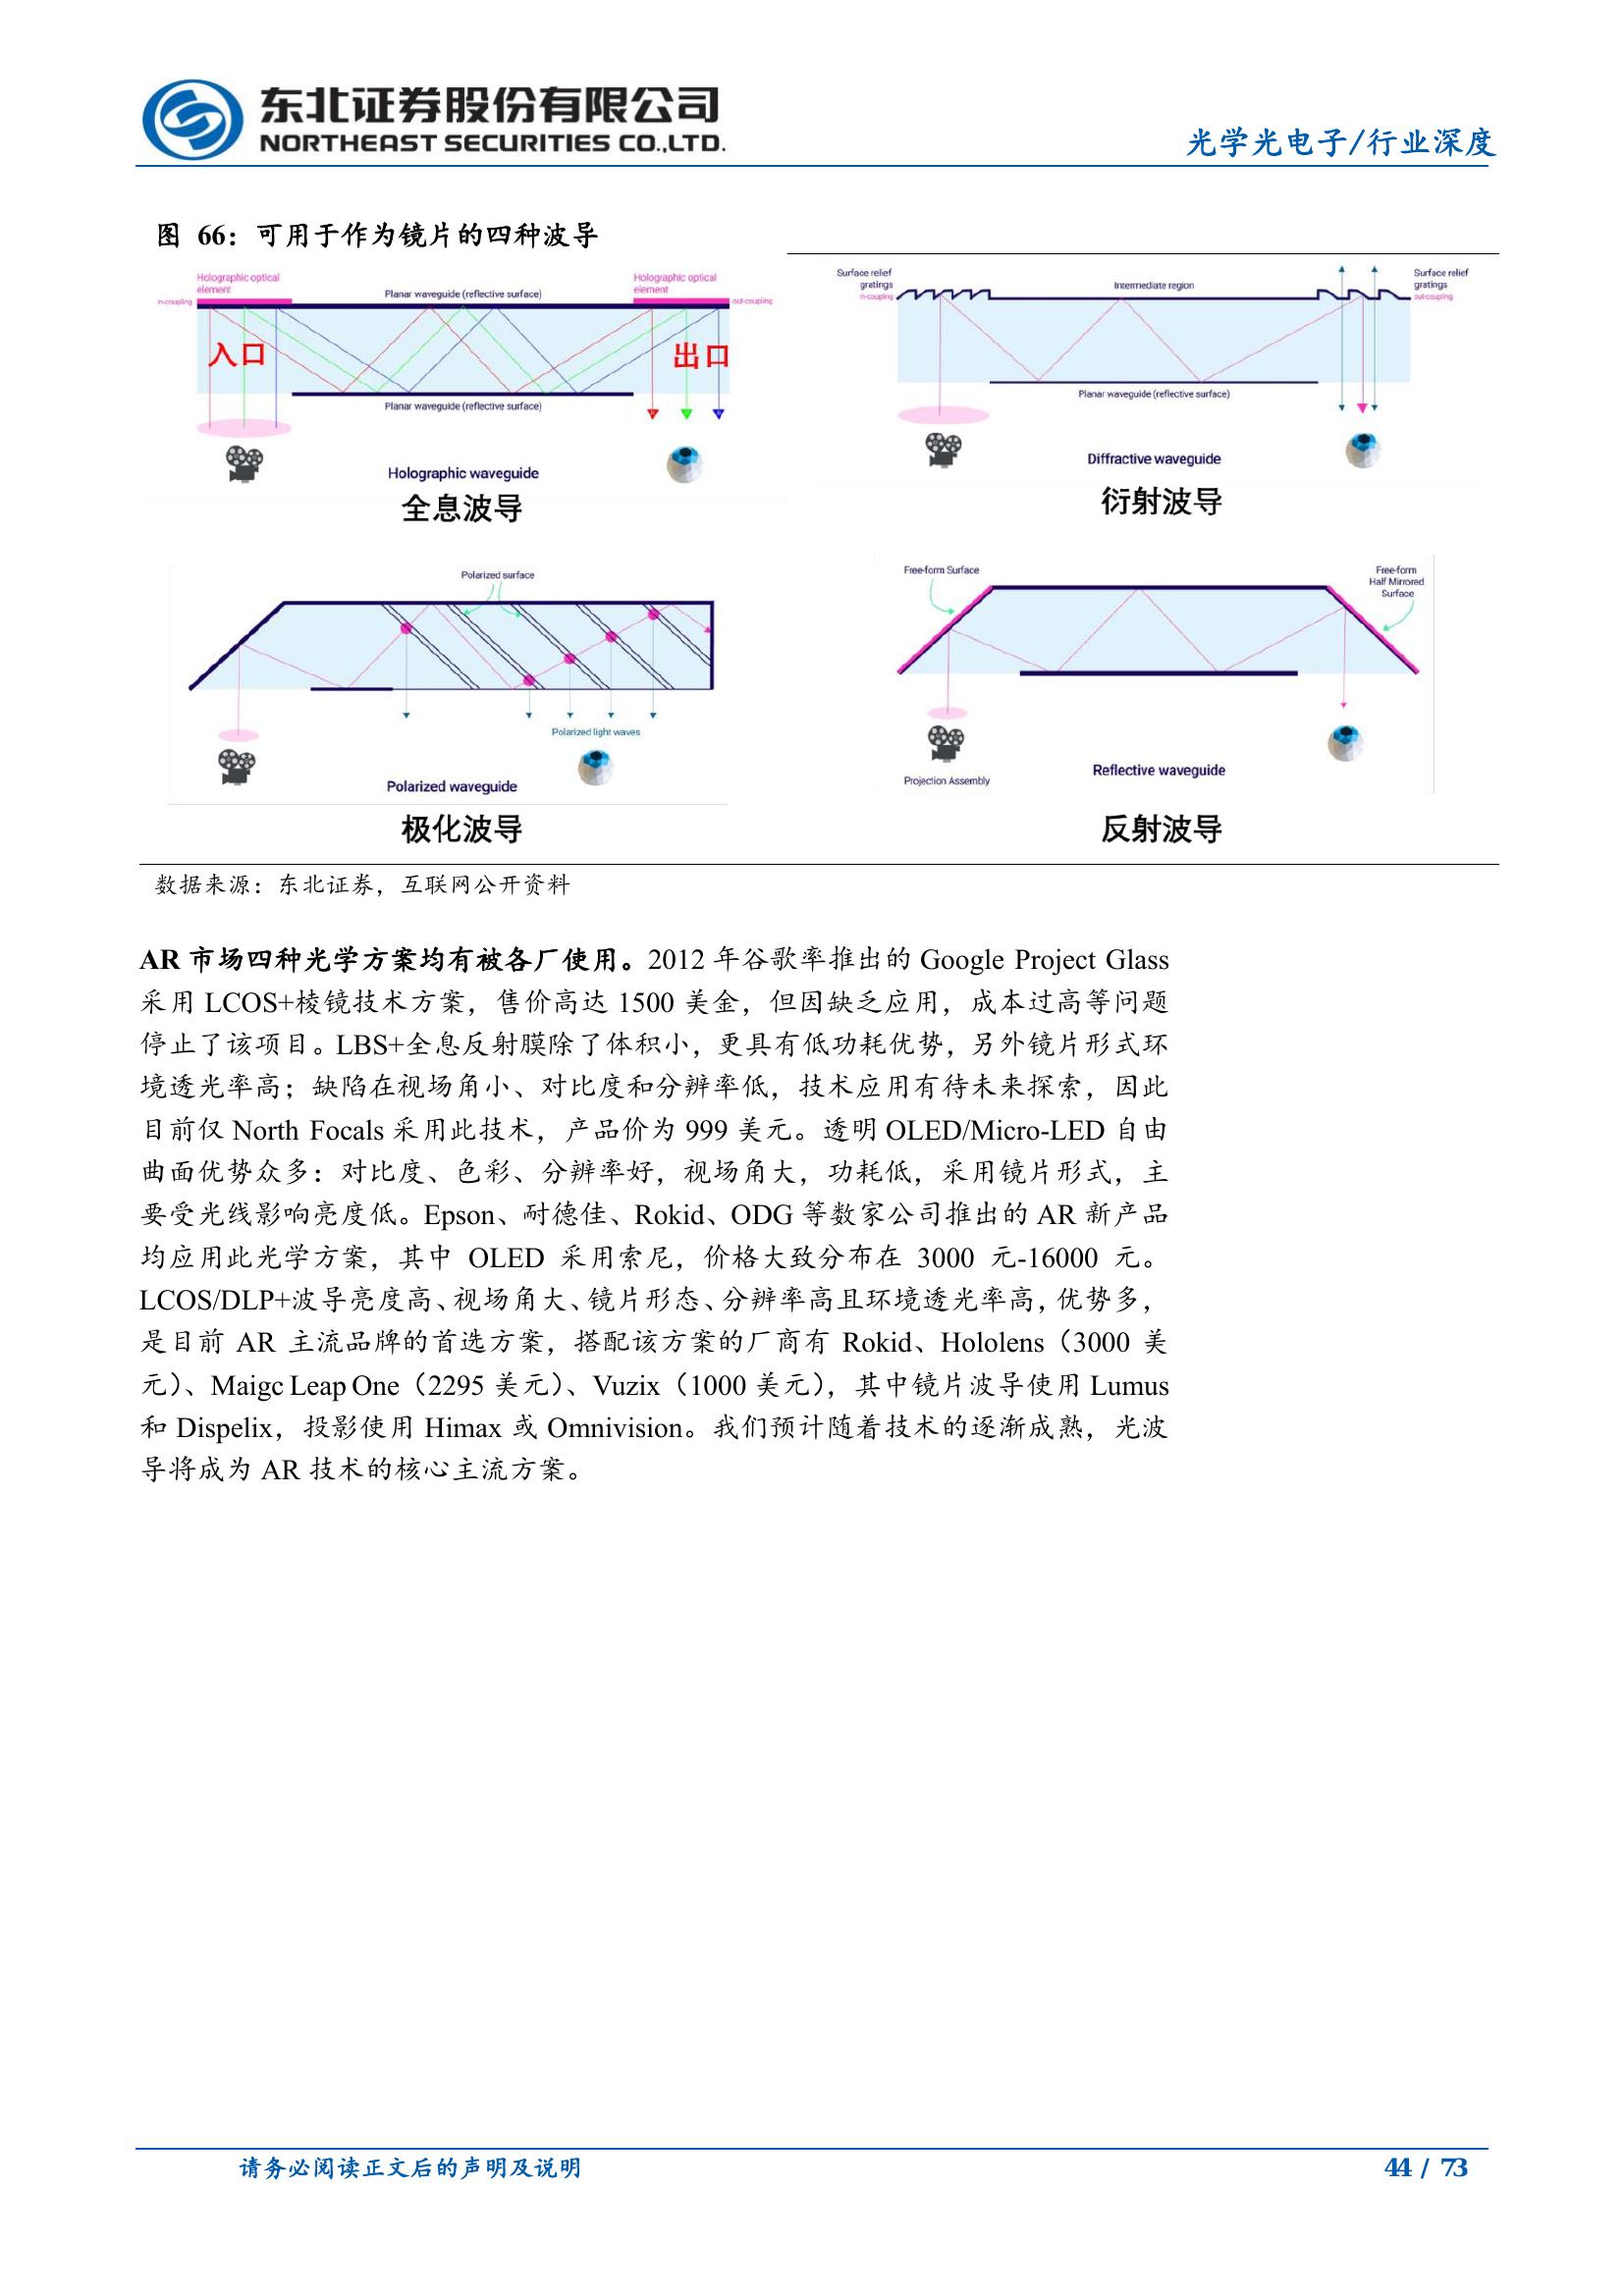 东北证券股份有限公司
NORTHEAST SECURITIES CO.,LTD.
光学光电子/行业深度
图 66：可用于作为镜片的四种波导
Holographic optical
element
in-coupling
Planar waveguide (reflective surface)
Holographic optical
element
out-coupling
入口
出口
Planar waveguide (reflective surface)
Holographic waveguide
全息波导
Surface relief
gratings
in-coupling
Intermediate region
Surface relief
gratings
out-coupling
Planar waveguide (reflective surface)
Diffractive waveguide
衍射波导
Polarized surface
Polarized light waves
Polarized waveguide
极化波导
Free-form Surface
Free-form
Half Mirrored
Surface
Projection Assembly
Reflective waveguide
反射波导
数据来源：东北证券，互联网公开资料
AR 市场四种光学方案均有被各厂使用。2012 年谷歌率推出的 Google Project Glass
采用 LCOS+棱镜技术方案，售价高达 1500 美金，但因缺乏应用，成本过高等问题
停止了该项目。LBS+全息反射膜除了体积小，更具有低功耗优势，另外镜片形式环
境透光率高；缺陷在视场角小、对比度和分辨率低，技术应用有待未来探索，因此
目前仅 North Focals 采用此技术，产品价为 999 美元。透明 OLED/Micro-LED 自由
曲面优势众多：对比度、色彩、分辨率好，视场角大，功耗低，采用镜片形式，主
要受光线影响亮度低。Epson、耐德佳、Rokid、ODG 等数家公司推出的 AR 新产品
均应用此光学方案，其中 OLED 采用索尼，价格大致分布在 3000 元-16000 元。
LCOS/DLP+波导亮度高、视场角大、镜片形态、分辨率高且环境透光率高，优势多，
是目前 AR 主流品牌的首选方案，搭配该方案的厂商有 Rokid、Hololens（3000 美
元）、Maigc Leap One（2295 美元）、Vuzix（1000 美元），其中镜片波导使用 Lumus
和 Dispelix，投影使用 Himax 或 Omnivision。我们预计随着技术的逐渐成熟，光波
导将成为 AR 技术的核心主流方案。
请务必阅读正文后的声明及说明
44 / 73